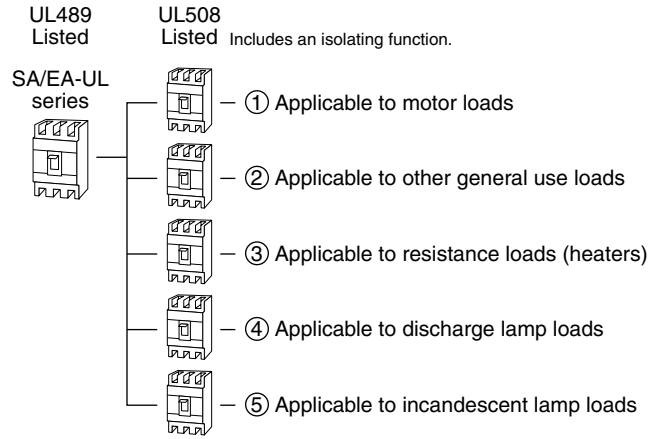 UL489
Listed
UL508
Listed Includes an isolating function.
SA/EA-UL
series
① Applicable to motor loads
② Applicable to other general use loads
③ Applicable to resistance loads (heaters)
④ Applicable to discharge lamp loads
⑤ Applicable to incandescent lamp loads